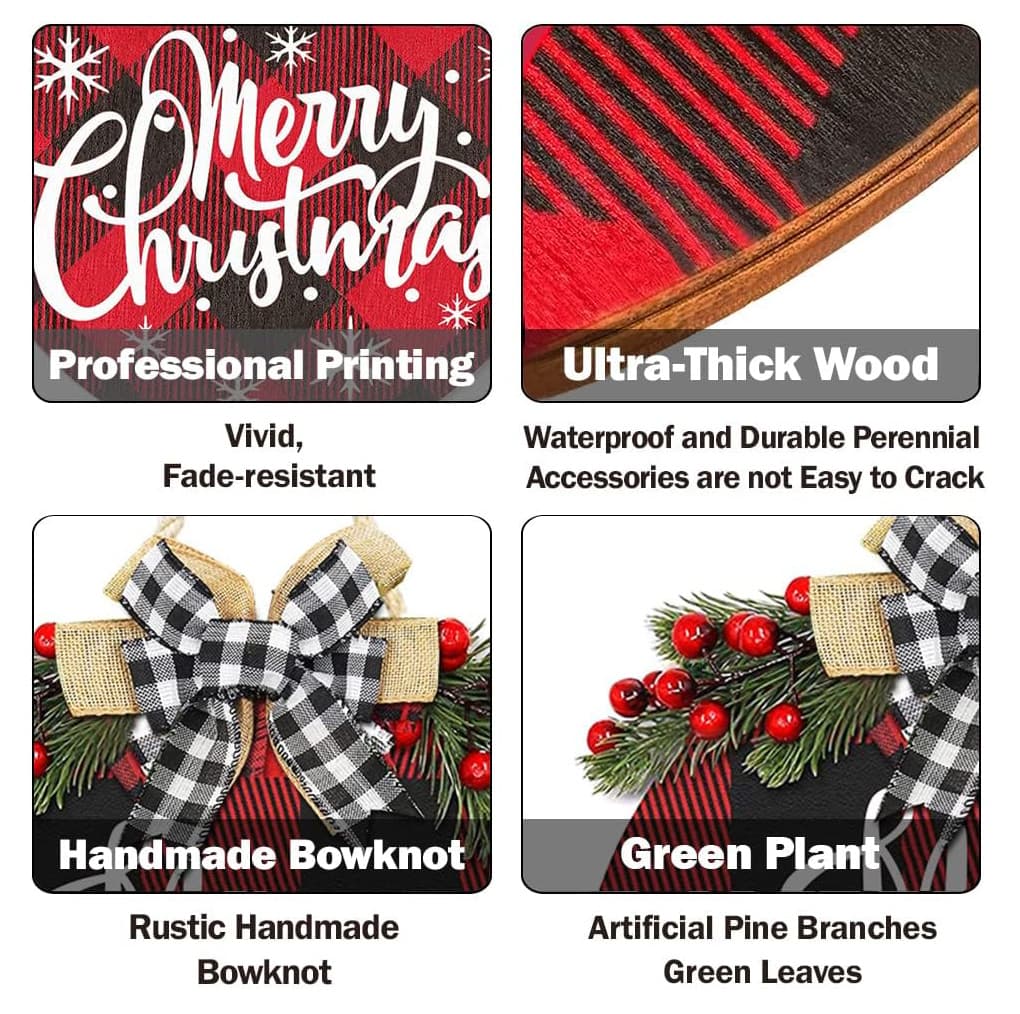 Merry
Christmas
Professional Printing
Vivid,
Fade-resistant
Ultra-Thick Wood
Waterproof and Durable Perennial
Accessories are not Easy to Crack
Handmade Bowknot
Rustic Handmade
Bowknot
Green Plant
Artificial Pine Branches
Green Leaves